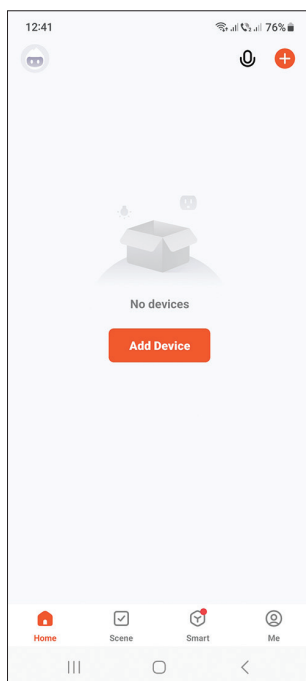 12:41
76%
No devices
Add Device
Home
Scene
Smart
Me